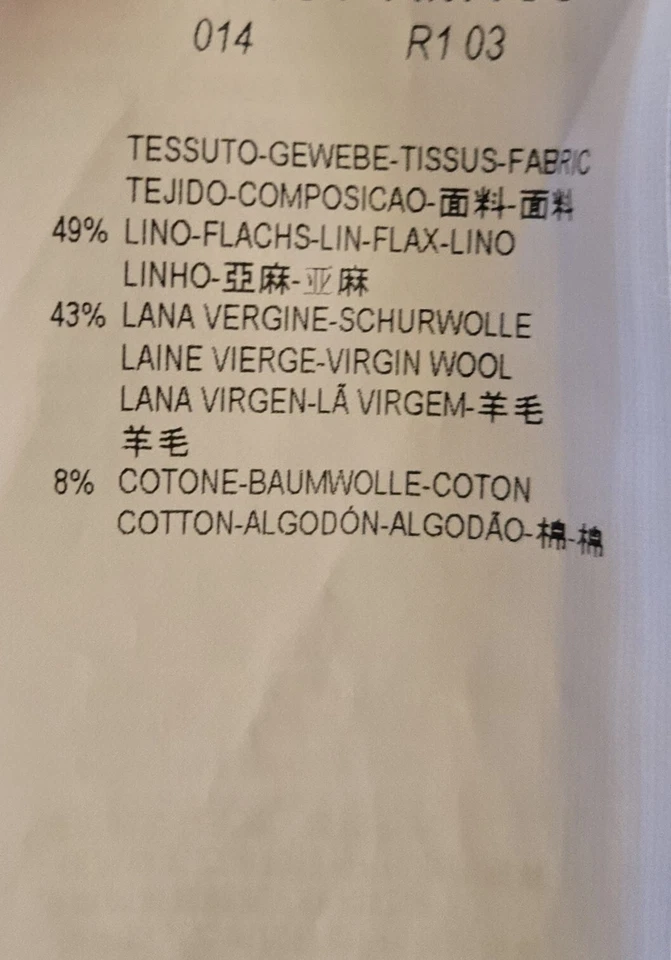 014 R1 03
TESSUTO-GEWEBE-TISSUS-FABRIC
TEJIDO-COMPOSICAO-面料-面料
49% LINO-FLACHS-LIN-FLAX-LINO
LINHO-亞麻-亚麻
43% LANA VERGINE-SCHURWOLLE
LAINE VIERGE-VIRGIN WOOL
LANA VIRGEN-LÃ VIRGEM-羊毛
羊毛
8% COTONE-BAUMWOLLE-COTON
COTTON-ALGODÓN-ALGODÃO-棉-棉